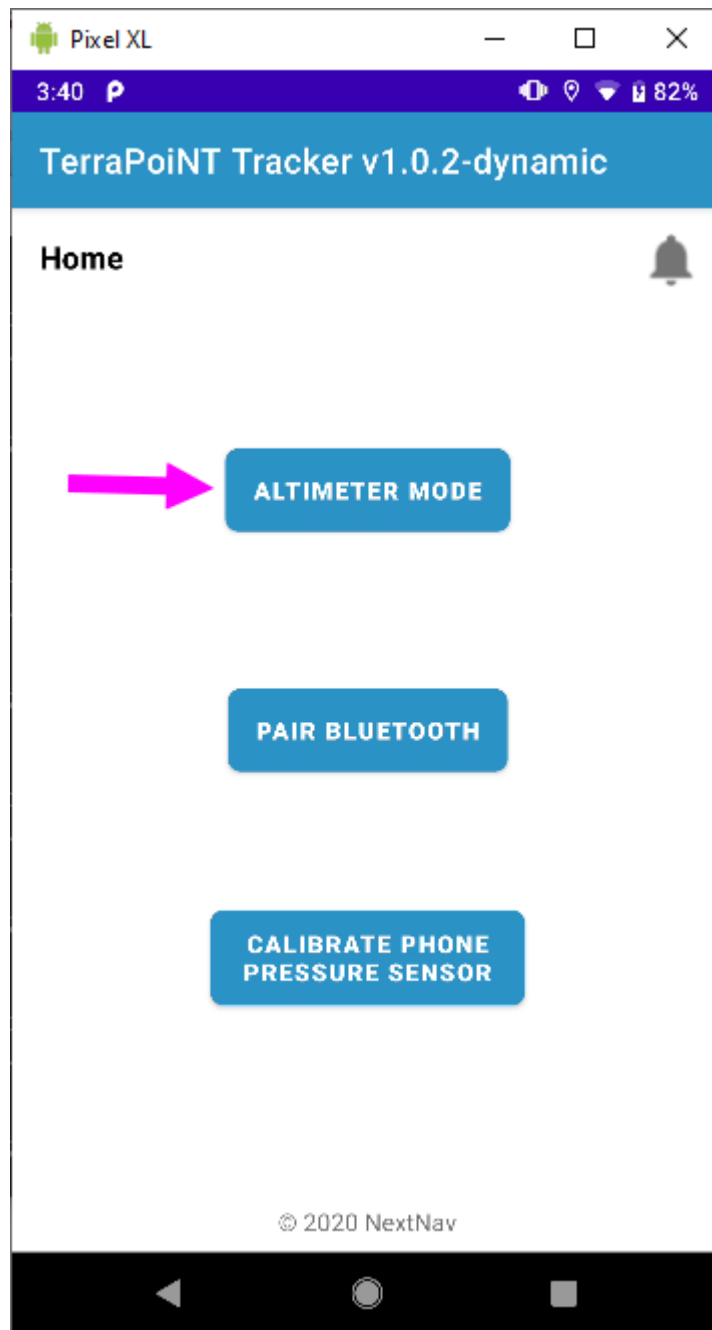 Pixel XL
3:40
82%
TerraPoiNT Tracker v1.0.2-dynamic
Home
ALTIMETER MODE
PAIR BLUETOOTH
CALIBRATE PHONE
PRESSURE SENSOR
© 2020 NextNav